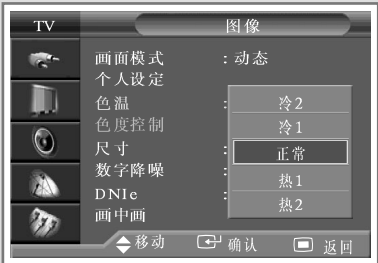 TV 图像
画面模式 : 动态
个人设定
色温 : 冷2
色度控制 冷1
尺寸 : 正常
数字降噪 : 热1
DNIe : 热2
画中画
移动 确认 返回